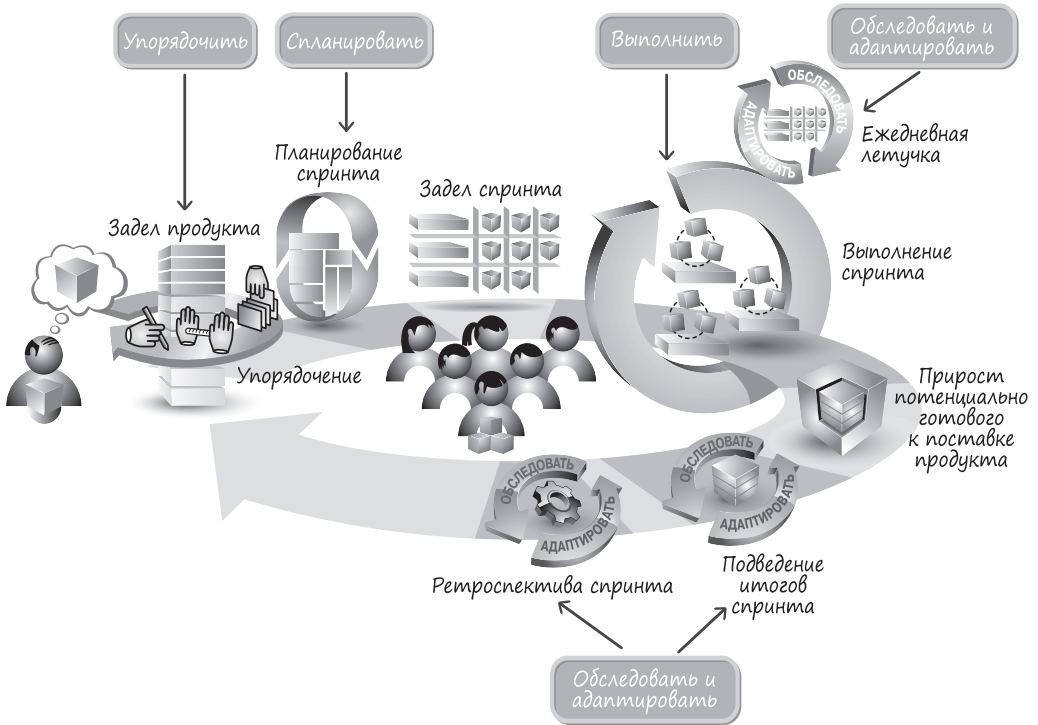 Упорядочить
Спланировать
Выполнить
Обследовать и
адаптировать
ОБСЛЕДОВАТЬ
АДАПТИРОВАТЬ
Ежедневная
летучка
Планирование
спринта
Задел спринта
Задел продукта
Выполнение
спринта
Упорядочение
Прирост
потенциально
готового
к поставке
продукта
ОБСЛЕДОВАТЬ
АДАПТИРОВАТЬ
ОБСЛЕДОВАТЬ
АДАПТИРОВАТЬ
Ретроспектива спринта
Подведение
итогов
спринта
Обследовать и
адаптировать